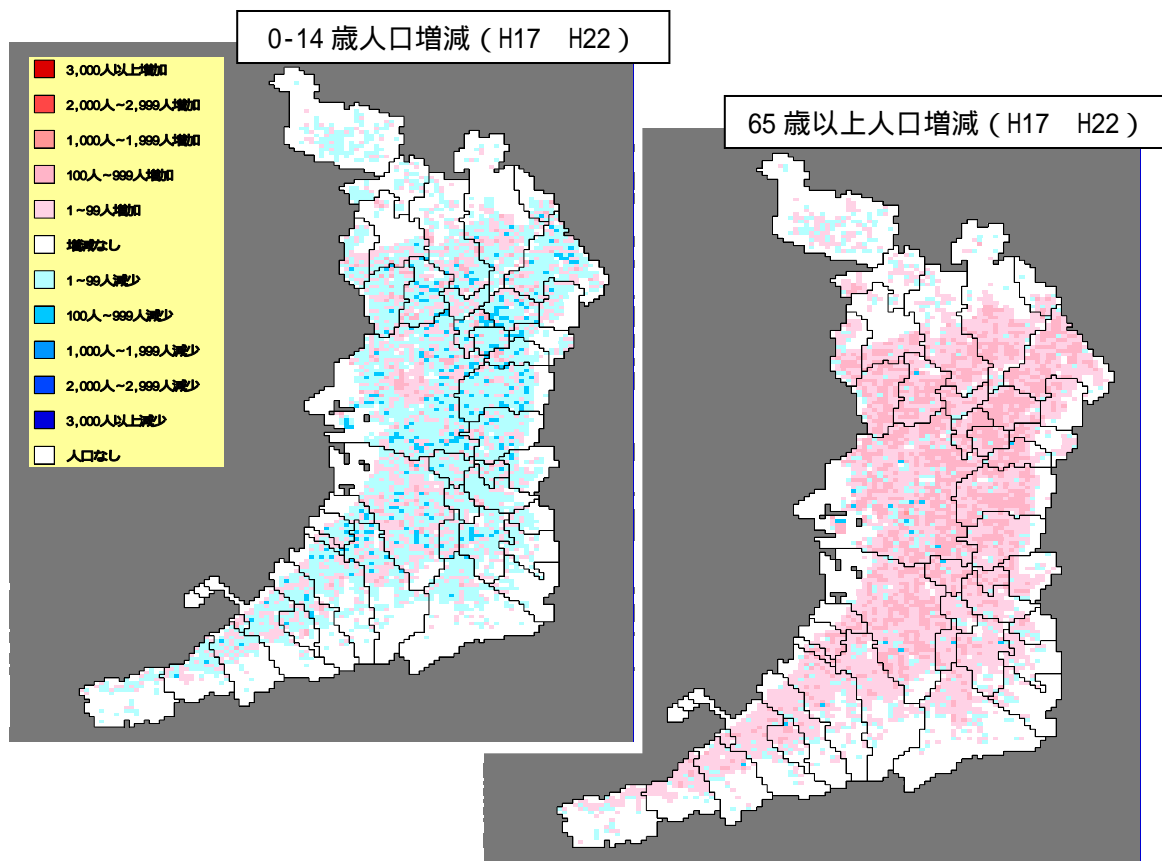 0-14 歳人口増減（H17　H22）
3,000人以上増加
2,000人~2,999人増加
1,000人~1,999人増加
100人~999人増加
1~99人増加
増減なし
1~99人減少
100人~999人減少
1,000人~1,999人減少
2,000人~2,999人減少
3,000人以上減少
人口なし
65 歳以上人口増減（H17　H22）